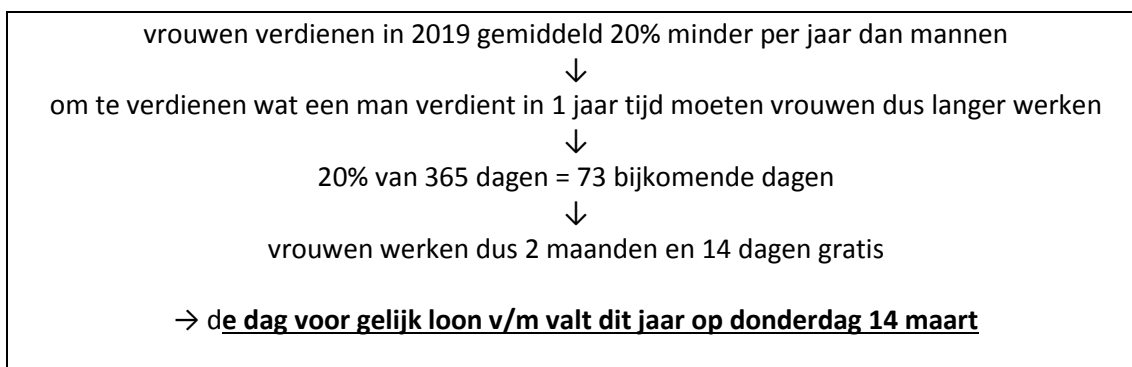 vrouwen verdienen in 2019 gemiddeld 20% minder per jaar dan mannen
↓
om te verdienen wat een man verdient in 1 jaar tijd moeten vrouwen dus langer werken
↓
20% van 365 dagen = 73 bijkomende dagen
↓
vrouwen werken dus 2 maanden en 14 dagen gratis
→ de dag voor gelijk loon v/m valt dit jaar op donderdag 14 maart